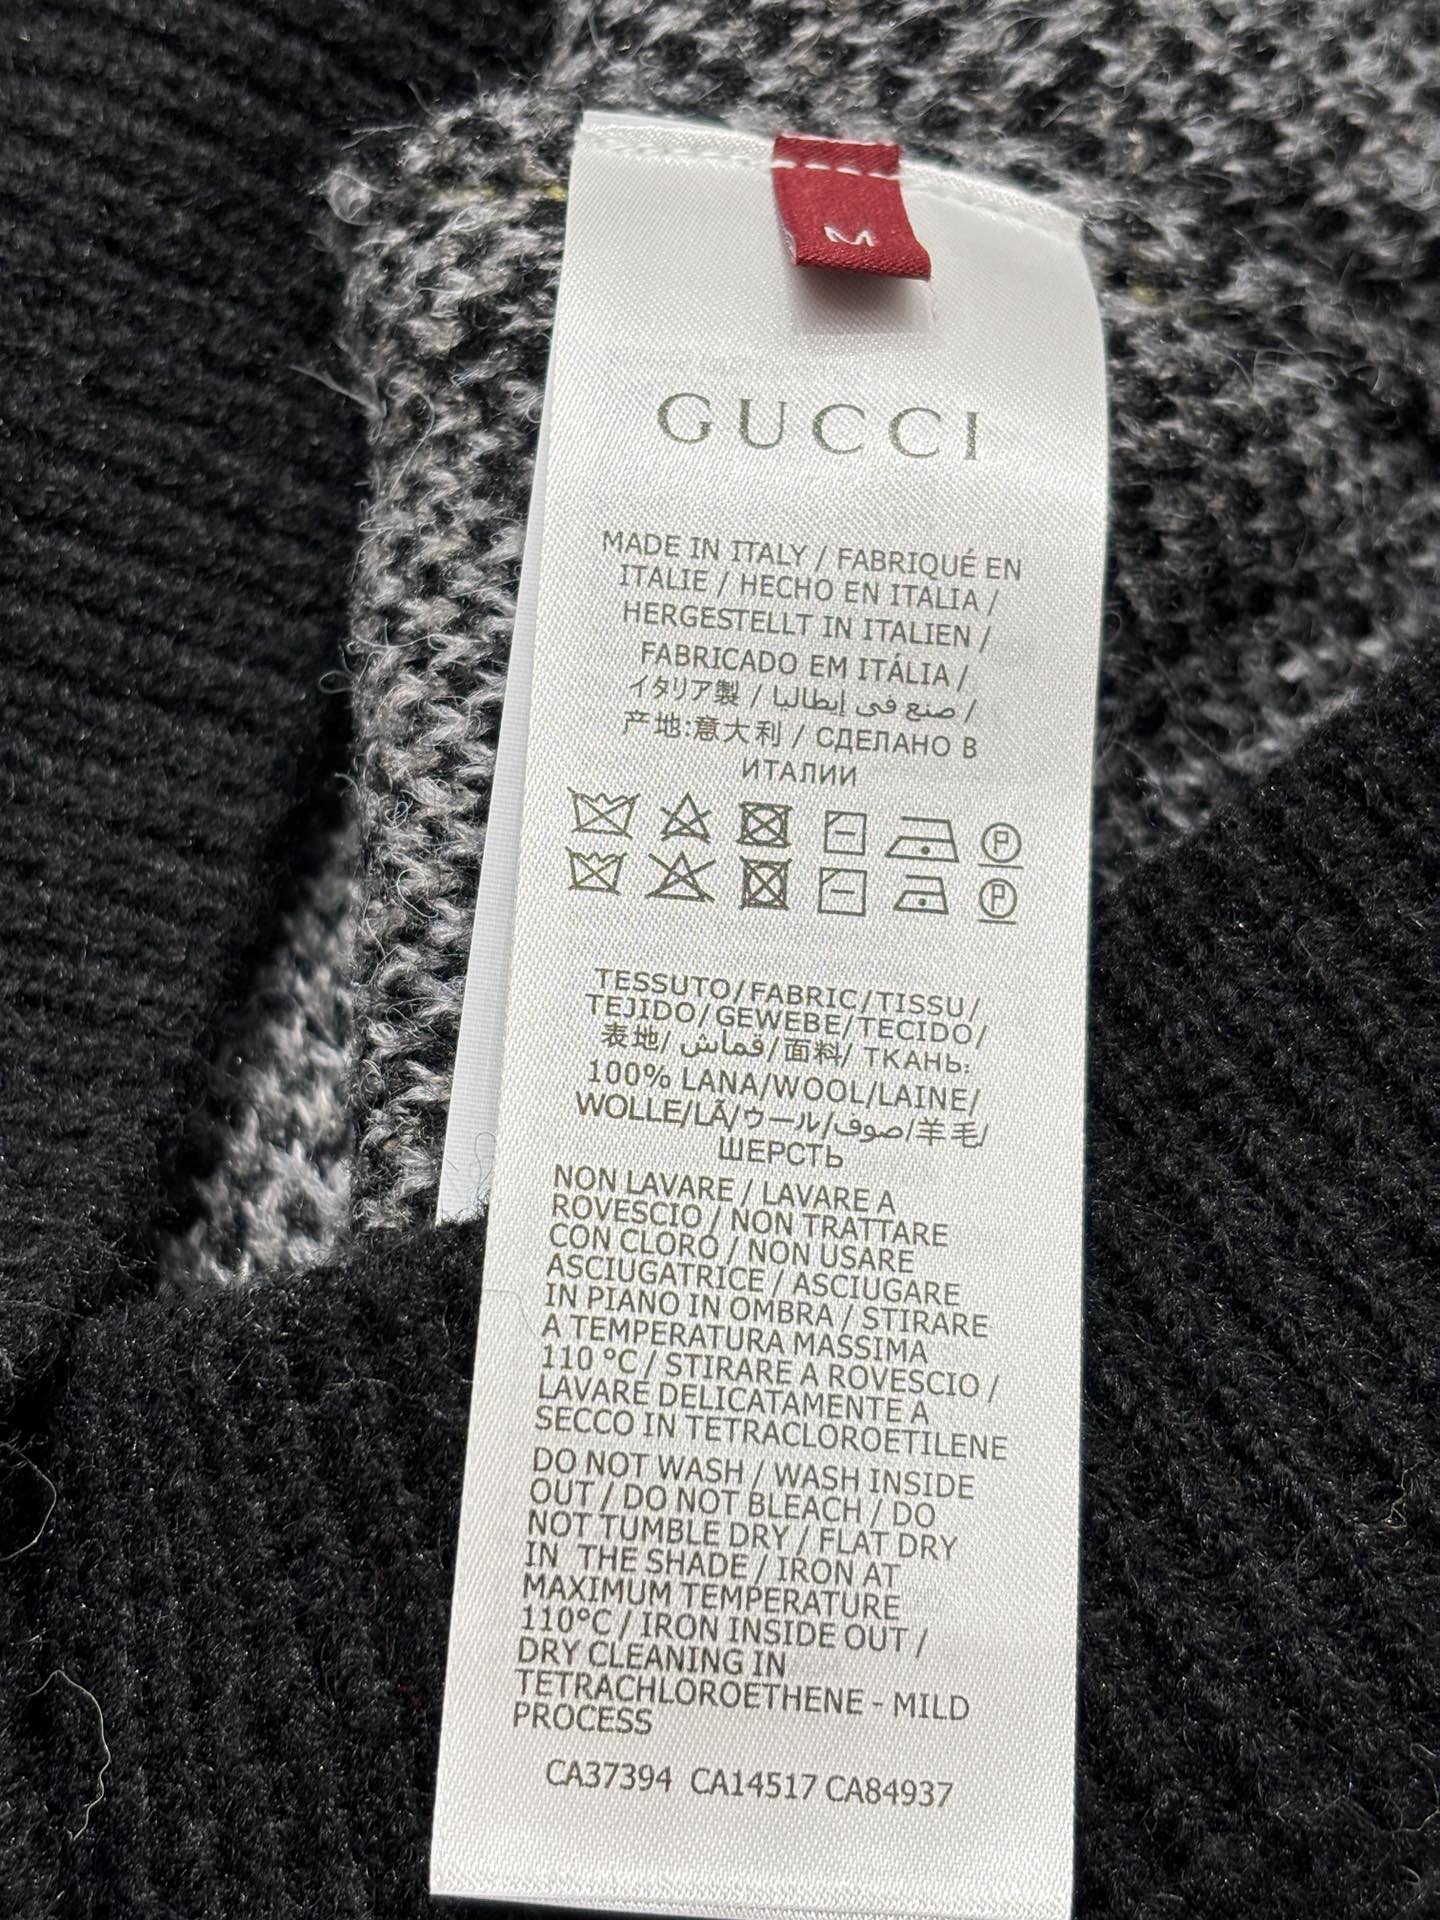 M
GUCCI
MADE IN ITALY / FABRIQUÉ EN
ITALIE / HECHO EN ITALIA /
HERGESTELLT IN ITALIEN /
FABRICADO EM ITÁLIA /
イタリア製 / صنع في إيطاليا /
产地:意大利 / СДЕЛАНО В
ИТАЛИИ
P
P
TESSUTO/FABRIC/TISSU/
TEJIDO/GEWEBE/TECIDO/
表地/ قماش/面料/ ТКАНЬ:
100% LANA/WOOL/LAINE/
WOLLE/LÃ/ウール/صوف/羊毛/
ШЕРСТЬ
NON LAVARE / LAVARE A
ROVESCIO / NON TRATTARE
CON CLORO / NON USARE
ASCIUGATRICE / ASCIUGARE
IN PIANO IN OMBRA / STIRARE
A TEMPERATURA MASSIMA
110 °C / STIRARE A ROVESCIO /
LAVARE DELICATAMENTE A
SECCO IN TETRACLOROETILENE
DO NOT WASH / WASH INSIDE
OUT / DO NOT BLEACH / DO
NOT TUMBLE DRY / FLAT DRY
IN THE SHADE / IRON AT
MAXIMUM TEMPERATURE
110°C / IRON INSIDE OUT /
DRY CLEANING IN
TETRACHLOROETHENE - MILD
PROCESS
CA37394 CA14517 CA84937